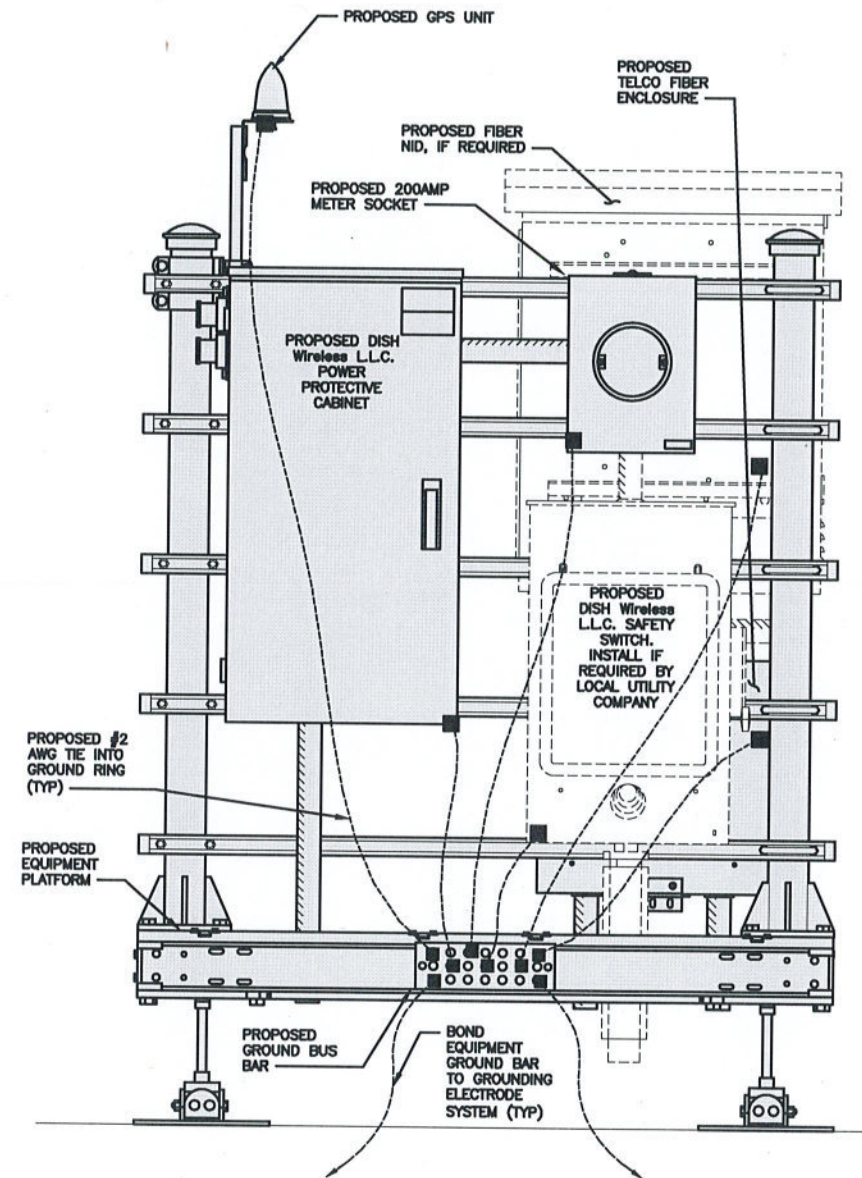 PROPOSED GPS UNIT
PROPOSED
TELCO FIBER
ENCLOSURE
PROPOSED FIBER
NID, IF REQUIRED
PROPOSED 200AMP
METER SOCKET
PROPOSED DISH
Wireless L.L.C.
POWER
PROTECTIVE
CABINET
PROPOSED
DISH Wireless
L.L.C. SAFETY
SWITCH.
INSTALL IF
REQUIRED BY
LOCAL UTILITY
COMPANY
PROPOSED #2
AWG TIE INTO
GROUND RING
(TYP)
PROPOSED
EQUIPMENT
PLATFORM
PROPOSED
GROUND BUS
BAR
BOND
EQUIPMENT
GROUND BAR
TO GROUNDING
ELECTRODE
SYSTEM (TYP)